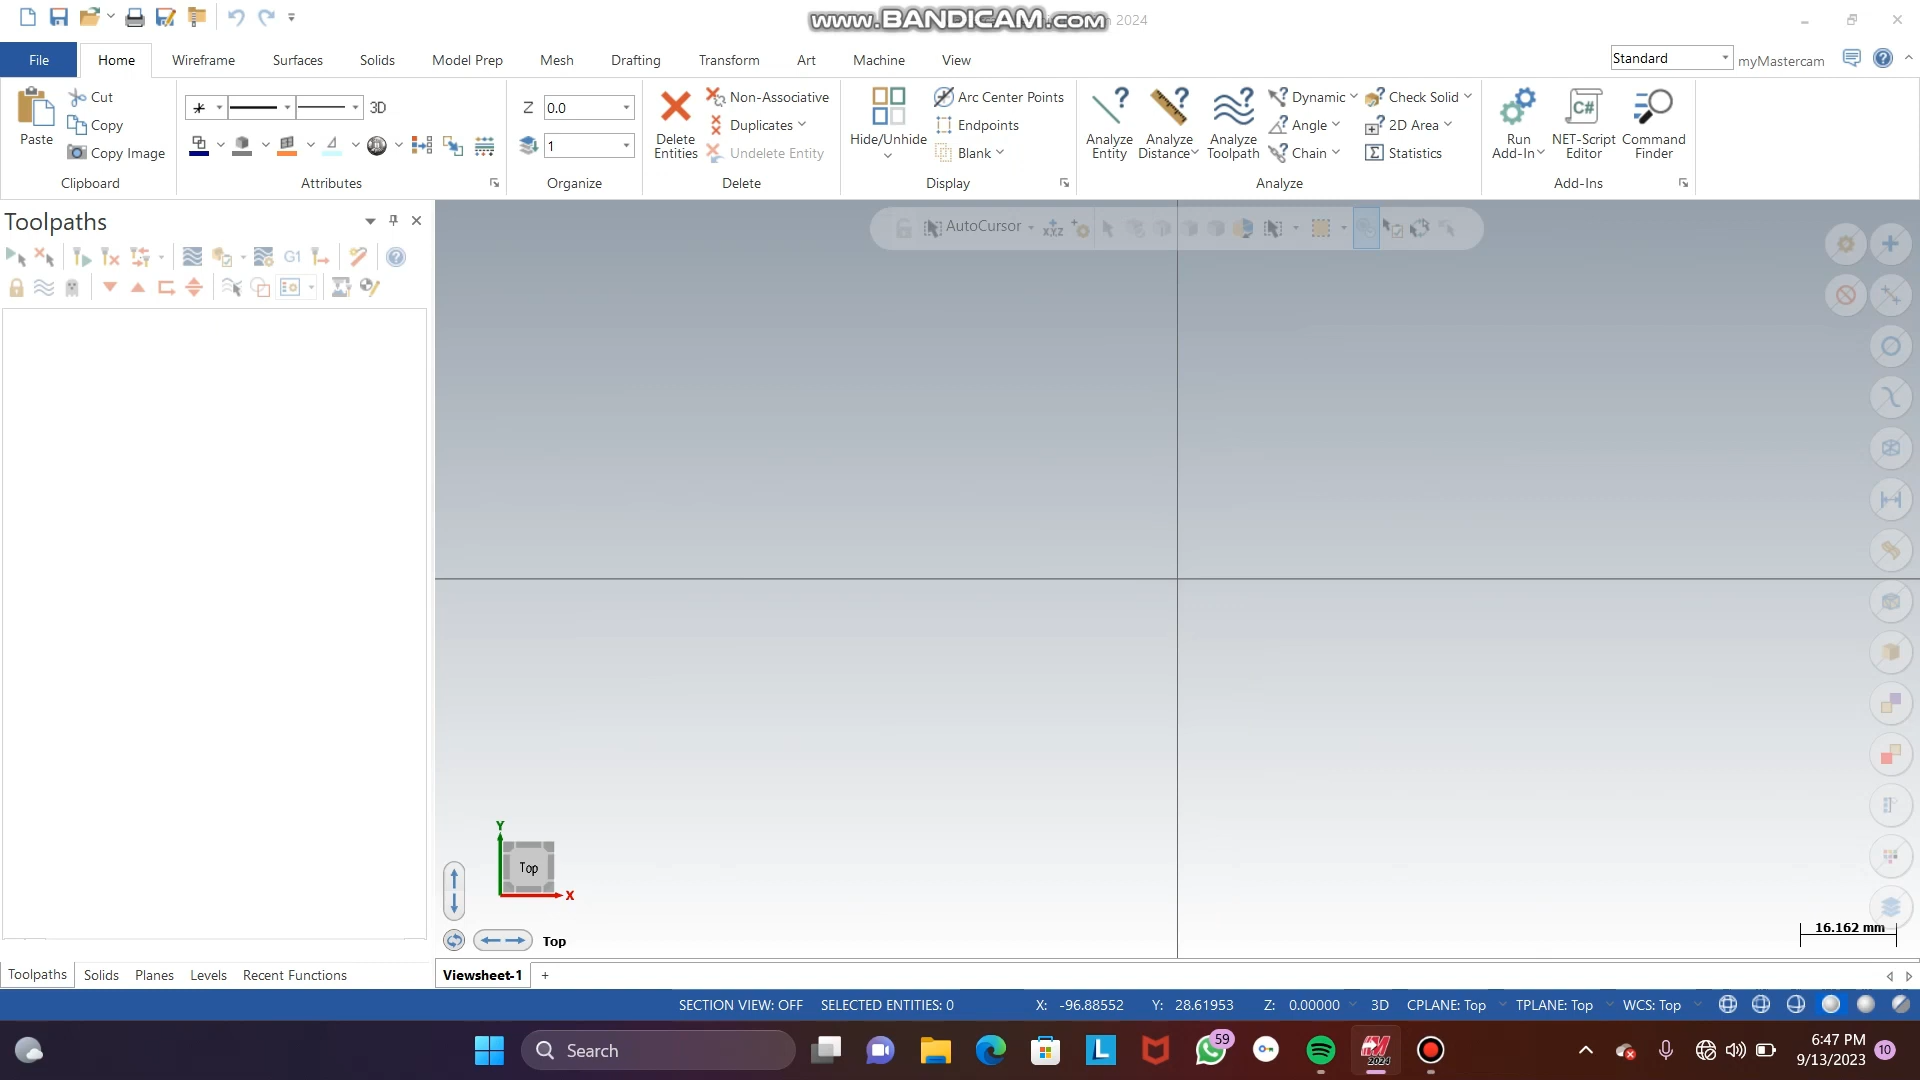 www.BANDICAM.com 2024
File Home Wireframe Surfaces Solids Model Prep Mesh Drafting Transform Art Machine View Standard myMastercam
Paste Cut Copy Copy Image
Clipboard
3D
Attributes
Z 0.0
1
Organize
Delete Entities Non-Associative Duplicates Undelete Entity
Delete
Hide/Unhide Arc Center Points Endpoints Blank
Display
Analyze Entity Analyze Distance Analyze Toolpath Dynamic Angle Chain Check Solid 2D Area Statistics
Analyze
Run Add-In NET-Script Editor Command Finder
Add-Ins
Toolpaths
G1
AutoCursor
XYZ
Y
Top
X
Top
16.162 mm
Toolpaths Solids Planes Levels Recent Functions
Viewsheet-1 +
SECTION VIEW: OFF SELECTED ENTITIES: 0 X: -96.88552 Y: 28.61953 Z: 0.00000 3D CPLANE: Top TPLANE: Top WCS: Top
Search
59
2024
6:47 PM
9/13/2023
10